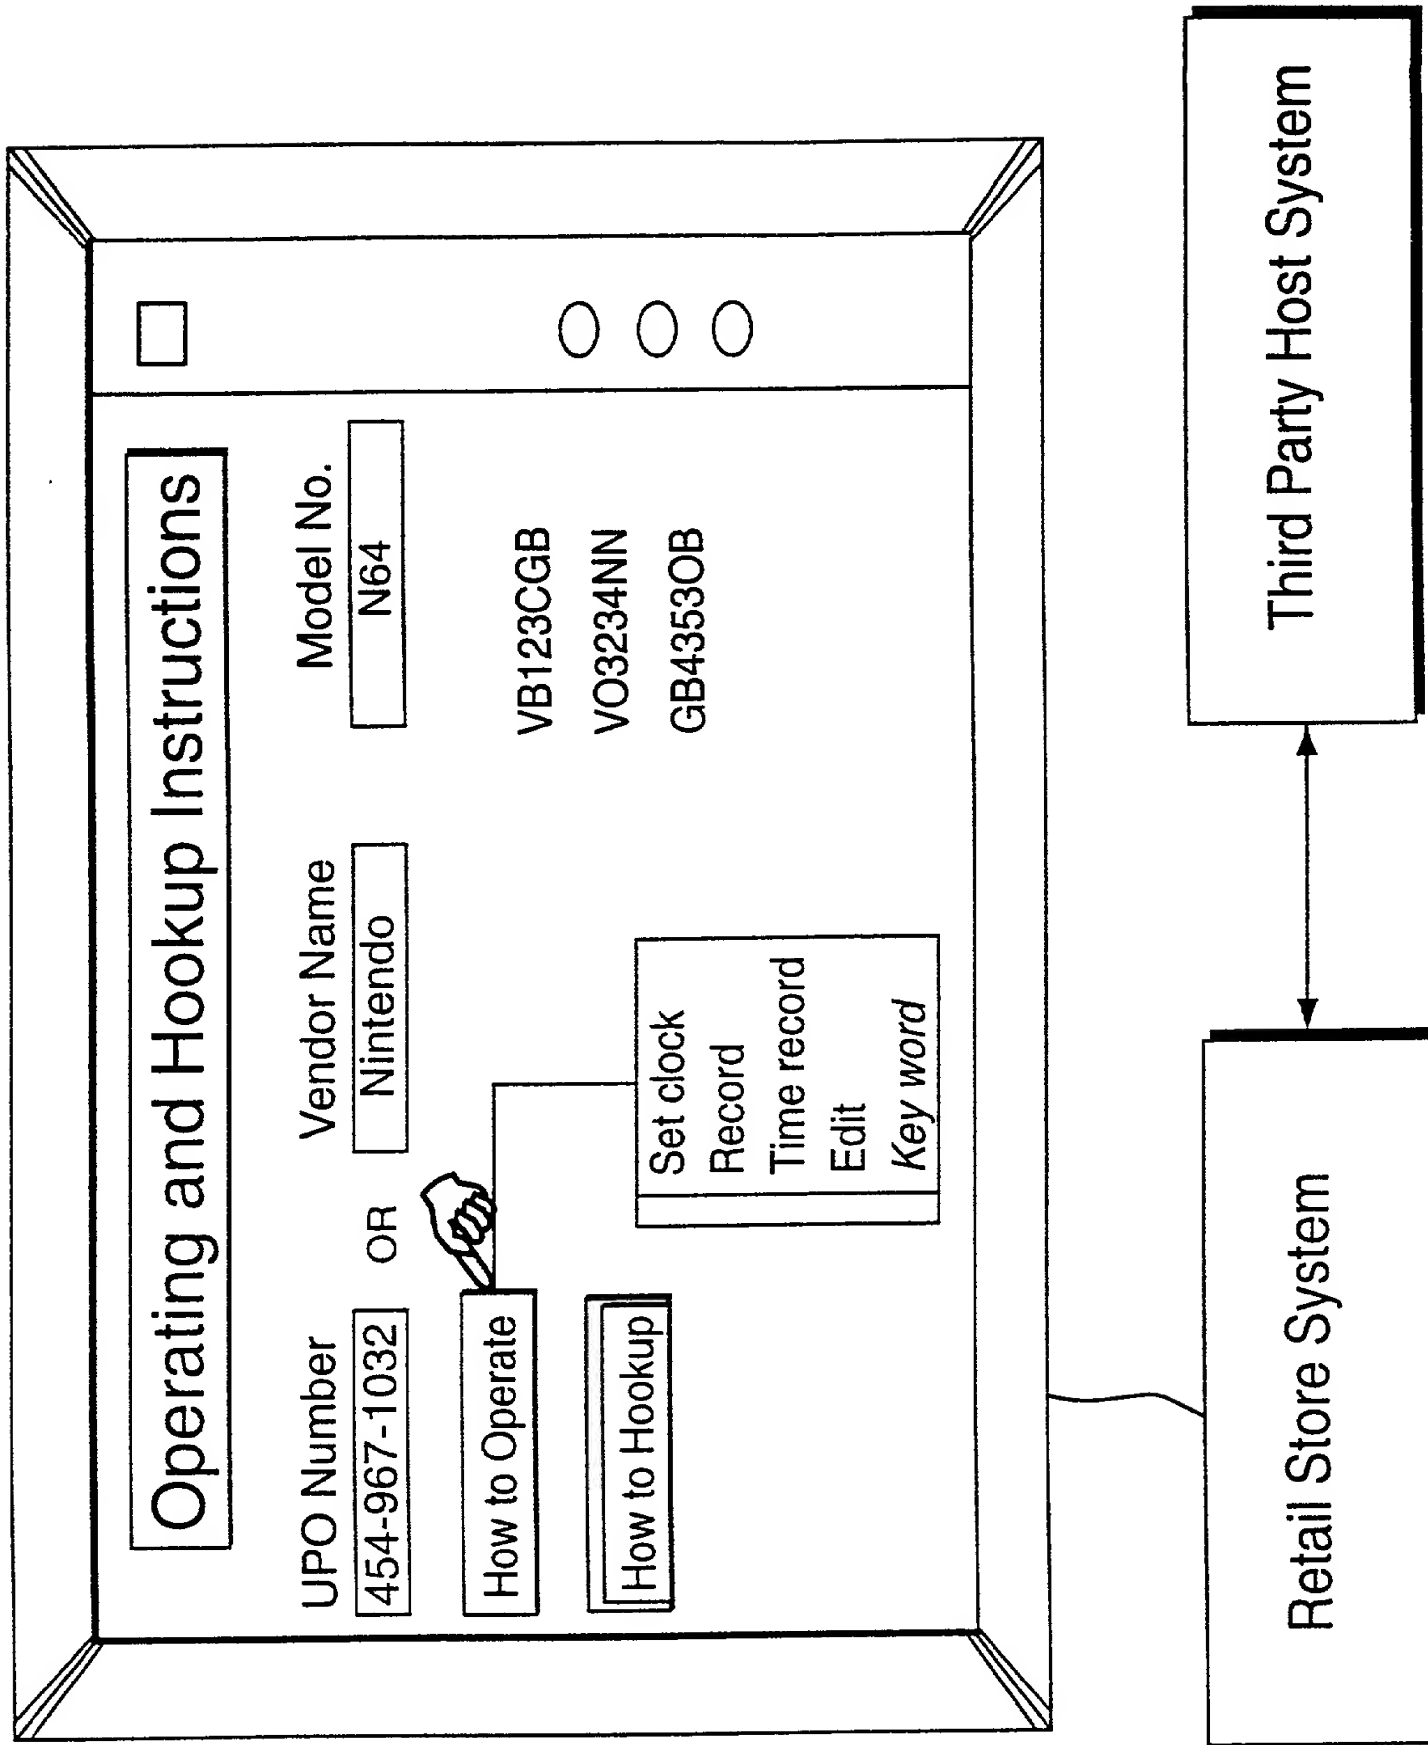 Operating and Hookup Instructions
UPO Number Vendor Name Model No.
454-967-1032 OR Nintendo N64
How to Operate
VB123CGB
How to Hookup
VO3234NN
Set clock
GB4353OB
Record
Time record
Edit
Key word
Retail Store System
Third Party Host System